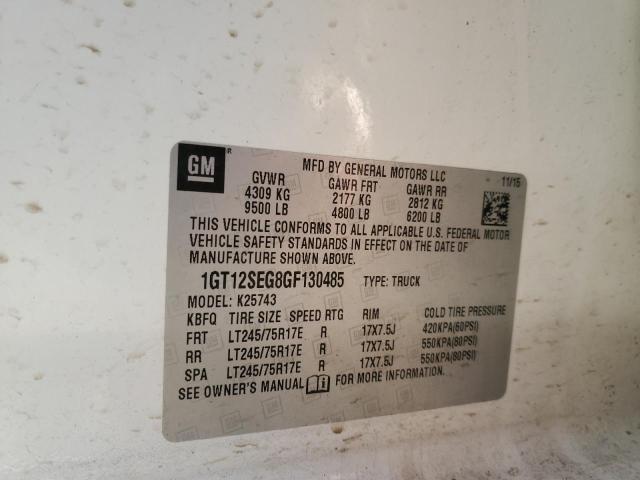 GM ®
MFD BY GENERAL MOTORS LLC
11/15
GVWR GAWR FRT GAWR RR
4309 KG 2177 KG 2812 KG
9500 LB 4800 LB 6200 LB
THIS VEHICLE CONFORMS TO ALL APPLICABLE U.S. FEDERAL MOTOR
VEHICLE SAFETY STANDARDS IN EFFECT ON THE DATE OF
MANUFACTURE SHOWN ABOVE.
1GT12SEG8GF130485 TYPE: TRUCK
MODEL: K25743
KBFQ TIRE SIZE SPEED RTG RIM COLD TIRE PRESSURE
FRT LT245/75R17E R 17X7.5J 420KPA(60PSI)
RR LT245/75R17E R 17X7.5J 550KPA(80PSI)
SPA LT245/75R17E R 17X7.5J 550KPA(80PSI)
SEE OWNER'S MANUAL FOR MORE INFORMATION.